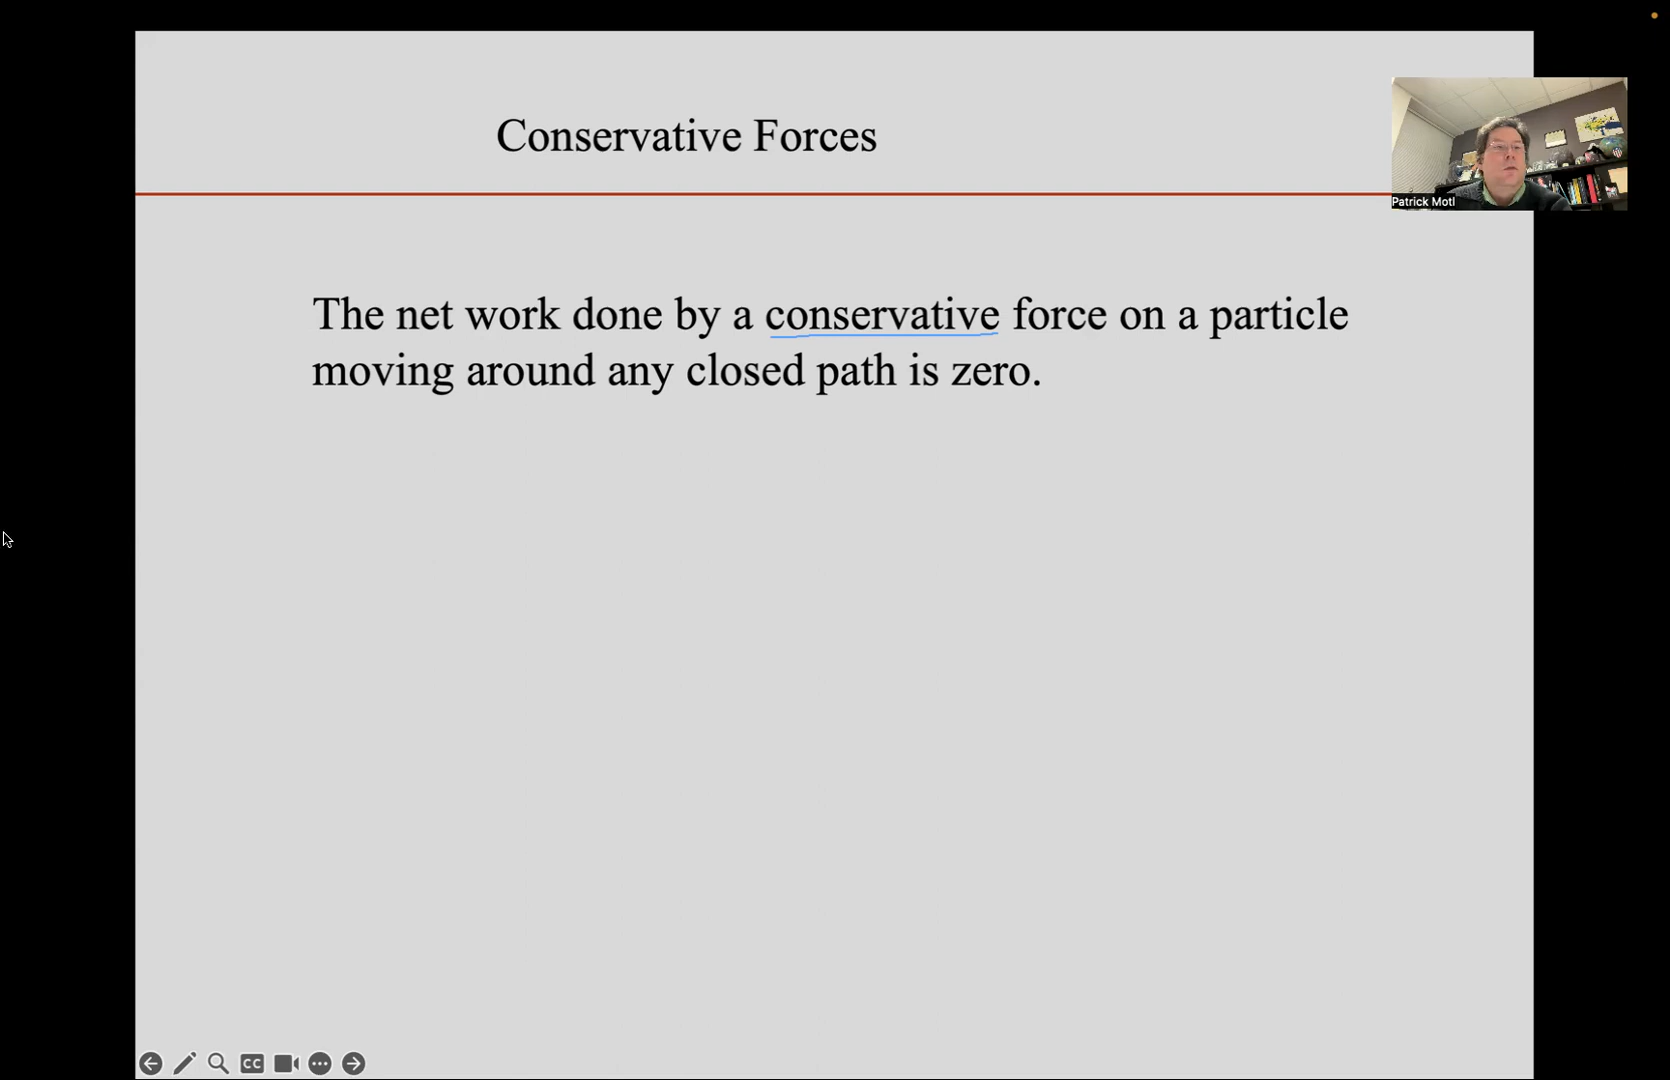 Conservative Forces
Patrick Motl
The net work done by a conservative force on a particle
moving around any closed path is zero.
CC